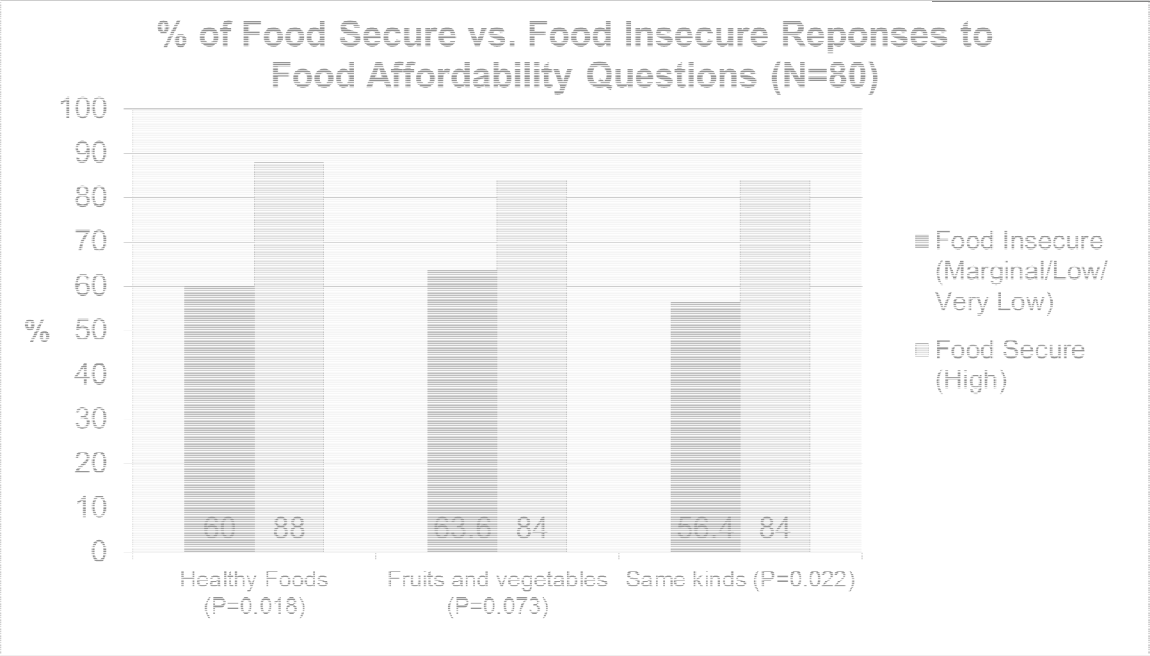 % of Food Secure vs. Food Insecure Reponses to
Food Affordability Questions (N=80)
100
90
80
70
60
50
40
30
20
10
0
%
60 88 63.6 84 56.4 84
Healthy Foods
(P=0.018)
Fruits and vegetables
(P=0.073)
Same kinds (P=0.022)
Food Insecure
(Marginal/Low/
Very Low)
Food Secure
(High)